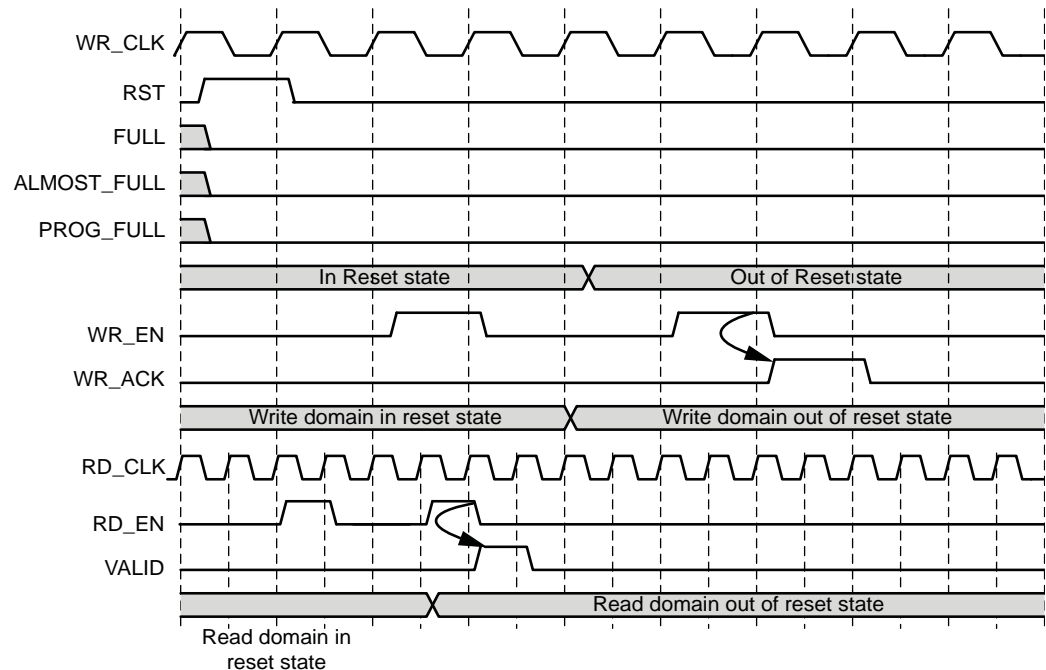 WR_CLK
RST
FULL
ALMOST_FULL
PROG_FULL
In Reset state
Out of Reset state
WR_EN
WR_ACK
Write domain in reset state
Write domain out of reset state
RD_CLK
RD_EN
VALID
Read domain out of reset state
Read domain in
reset state